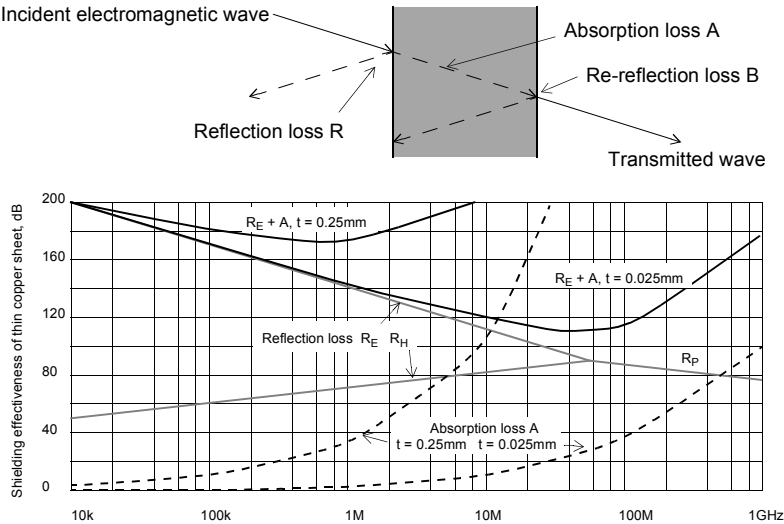 Incident electromagnetic wave
Absorption loss A
Re-reflection loss B
Reflection loss R
Transmitted wave
Shielding effectiveness of thin copper sheet, dB
200
160
120
80
40
0
R_E + A, t = 0.25mm
R_E + A, t = 0.025mm
Reflection loss R_E R_H
R_P
Absorption loss A
t = 0.25mm t = 0.025mm
10k 100k 1M 10M 100M 1GHz